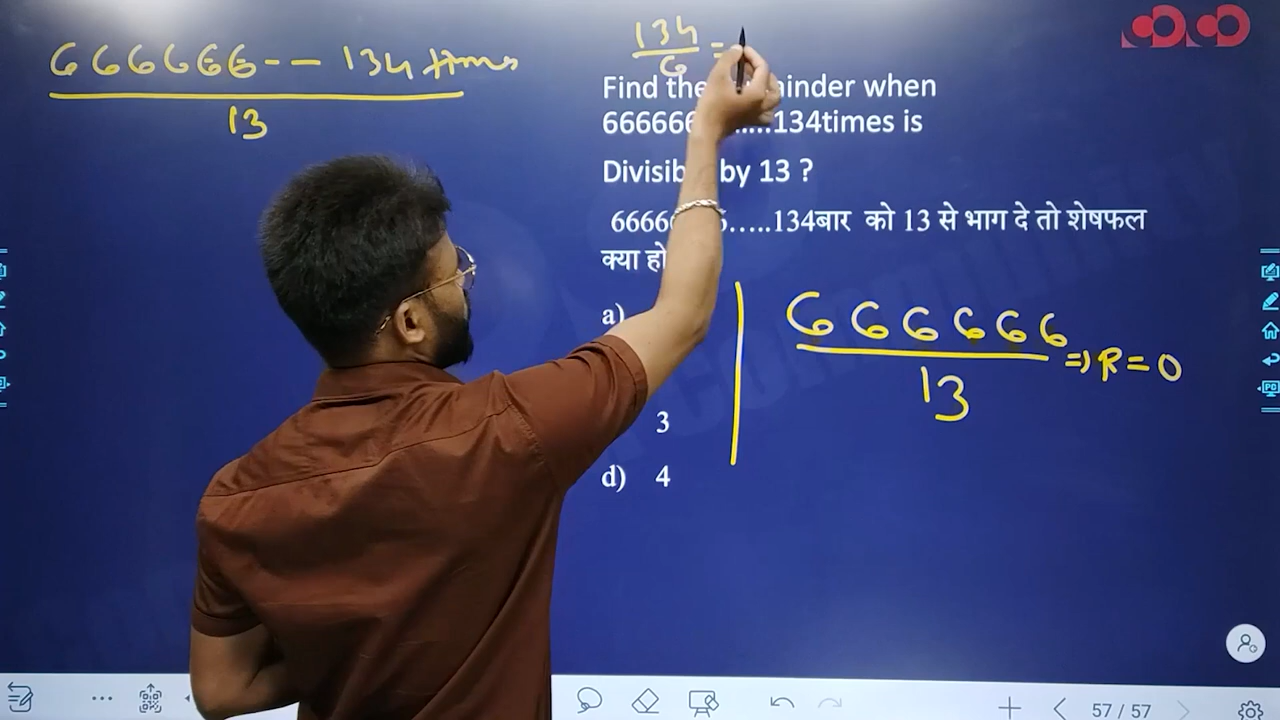 666666-- 134 times
13
134
6
=
Find the
ainder when
666666
.....134times is
Divisib
by 13 ?
6666
.....134बार को 13 से भाग दे तो शेषफल
क्या हो
a)
3
d) 4
666666
13
=> R = 0
57 / 57